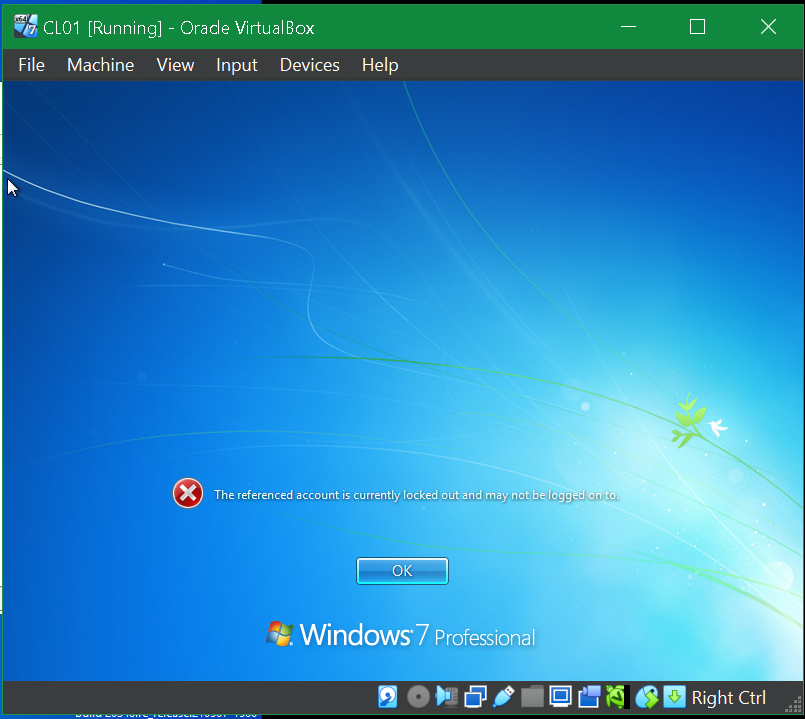 CL01 [Running] - Oracle VirtualBox
File Machine View Input Devices Help
The referenced account is currently locked out and may not be logged on to.
OK
Windows 7 Professional
Right Ctrl